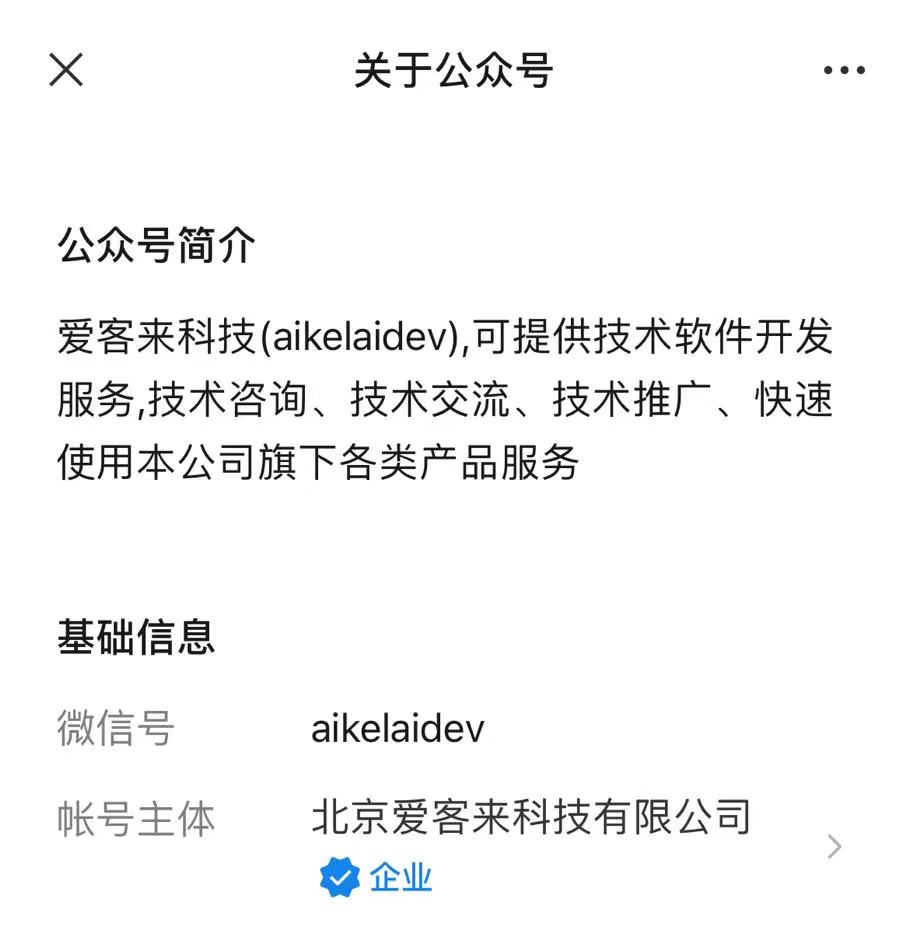 关于公众号
公众号简介
爱客来科技(aikelaidev),可提供技术软件开发
服务,技术咨询、技术交流、技术推广、快速
使用本公司旗下各类产品服务
基础信息
微信号 aikelaidev
帐号主体 北京爱客来科技有限公司
企业